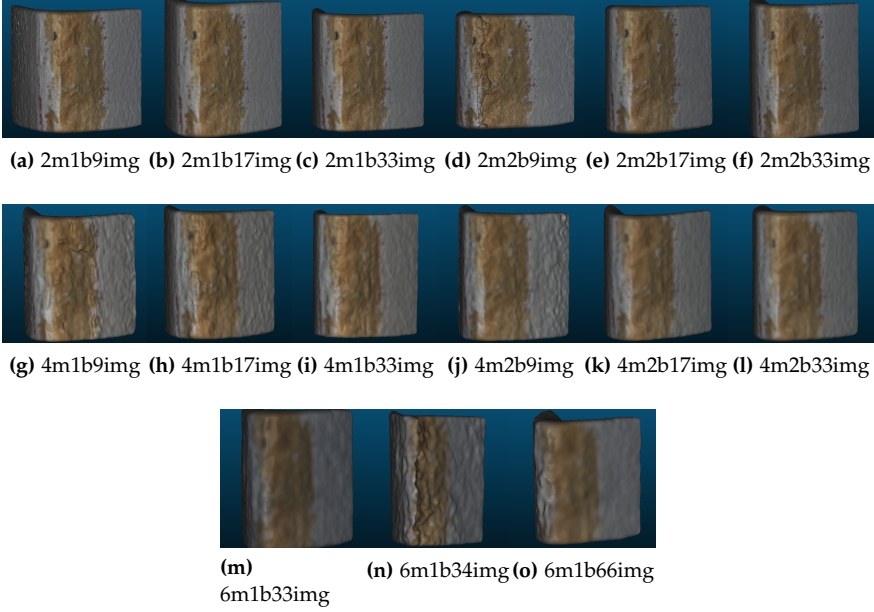 (a) 2m1b9img (b) 2m1b17img (c) 2m1b33img (d) 2m2b9img (e) 2m2b17img (f) 2m2b33img
(g) 4m1b9img (h) 4m1b17img (i) 4m1b33img (j) 4m2b9img (k) 4m2b17img (l) 4m2b33img
(m)
6m1b33img
(n) 6m1b34img (o) 6m1b66img